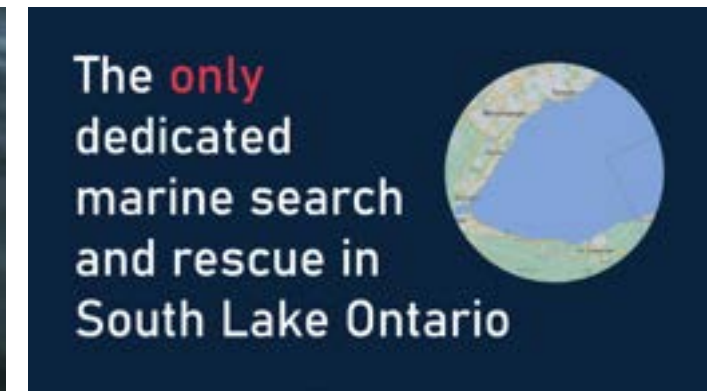 The only
dedicated
marine search
and rescue in
South Lake Ontario